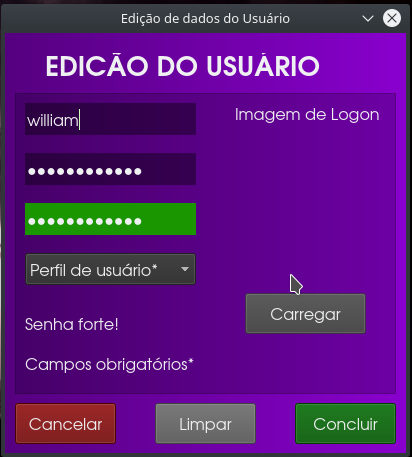 Edição de dados do Usuário
EDICÃO DO USUÁRIO
william
Imagem de Logon
●●●●●●●●●●●●
●●●●●●●●●●●●
Perfil de usuário*
Carregar
Senha forte!
Campos obrigatórios*
Cancelar
Limpar
Concluir